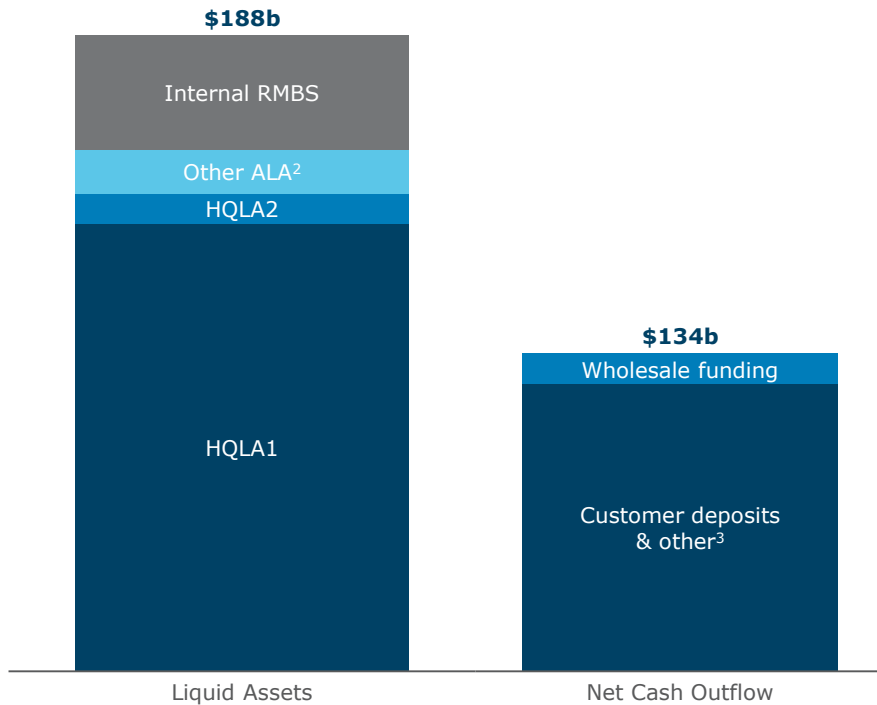 $188b
Internal RMBS
Other ALA²
HQLA2
HQLA1
$134b
Wholesale funding
Customer deposits
& other³
Liquid Assets
Net Cash Outflow